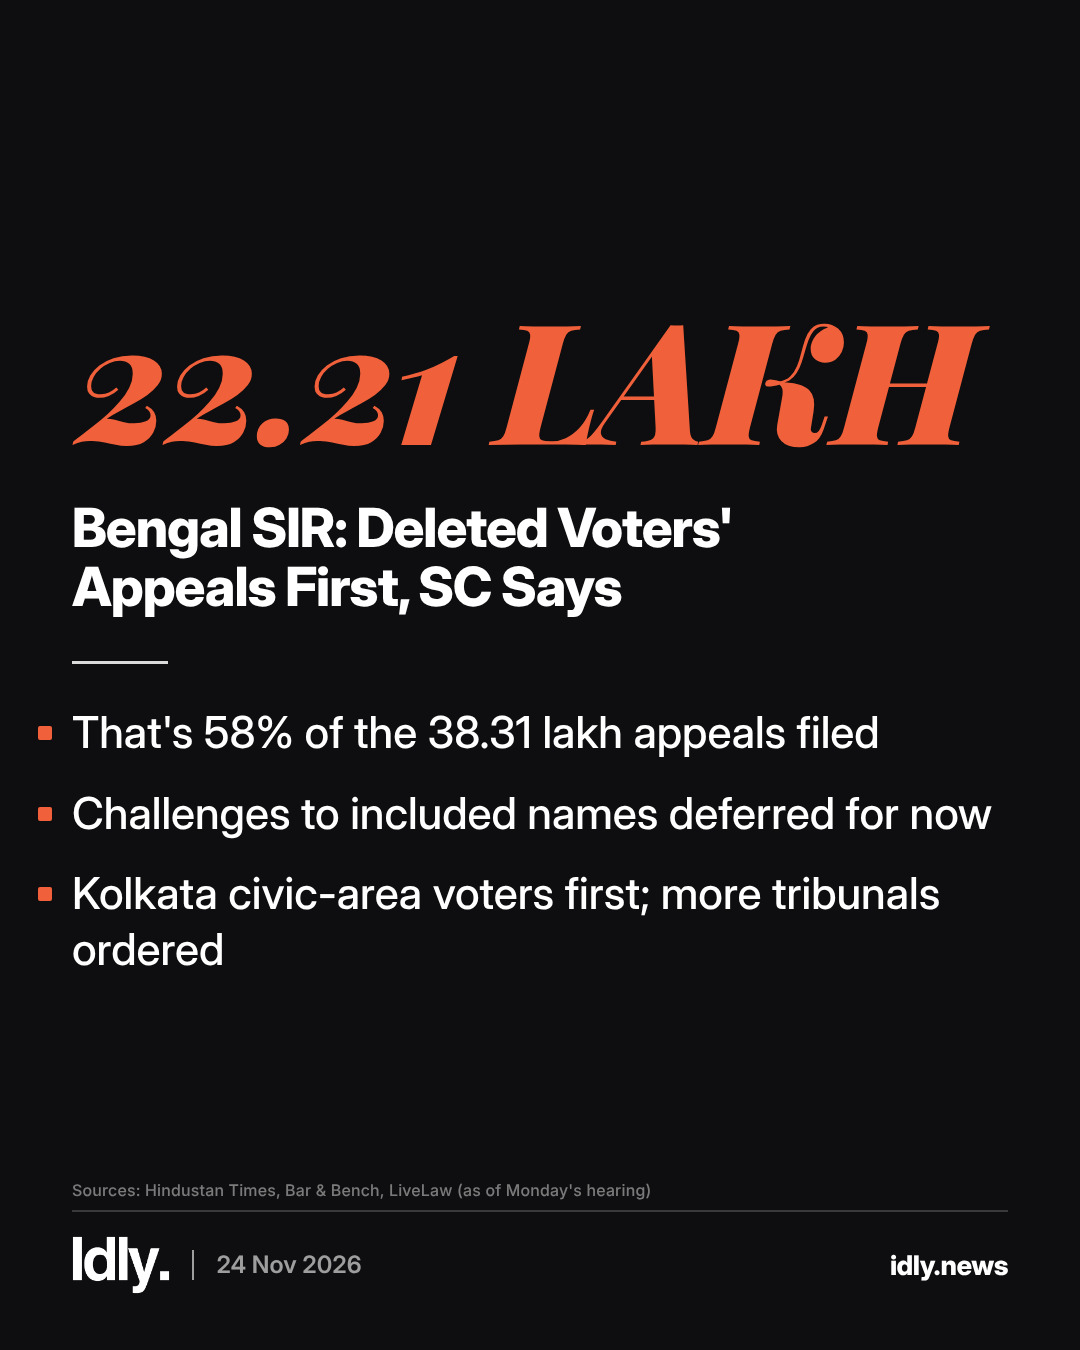 22.21 LAKH
Bengal SIR: Deleted Voters'
Appeals First, SC Says
That's 58% of the 38.31 lakh appeals filed
Challenges to included names deferred for now
Kolkata civic-area voters first; more tribunals
ordered
Sources: Hindustan Times, Bar & Bench, LiveLaw (as of Monday's hearing)
Idly. | 24 Nov 2026
idly.news